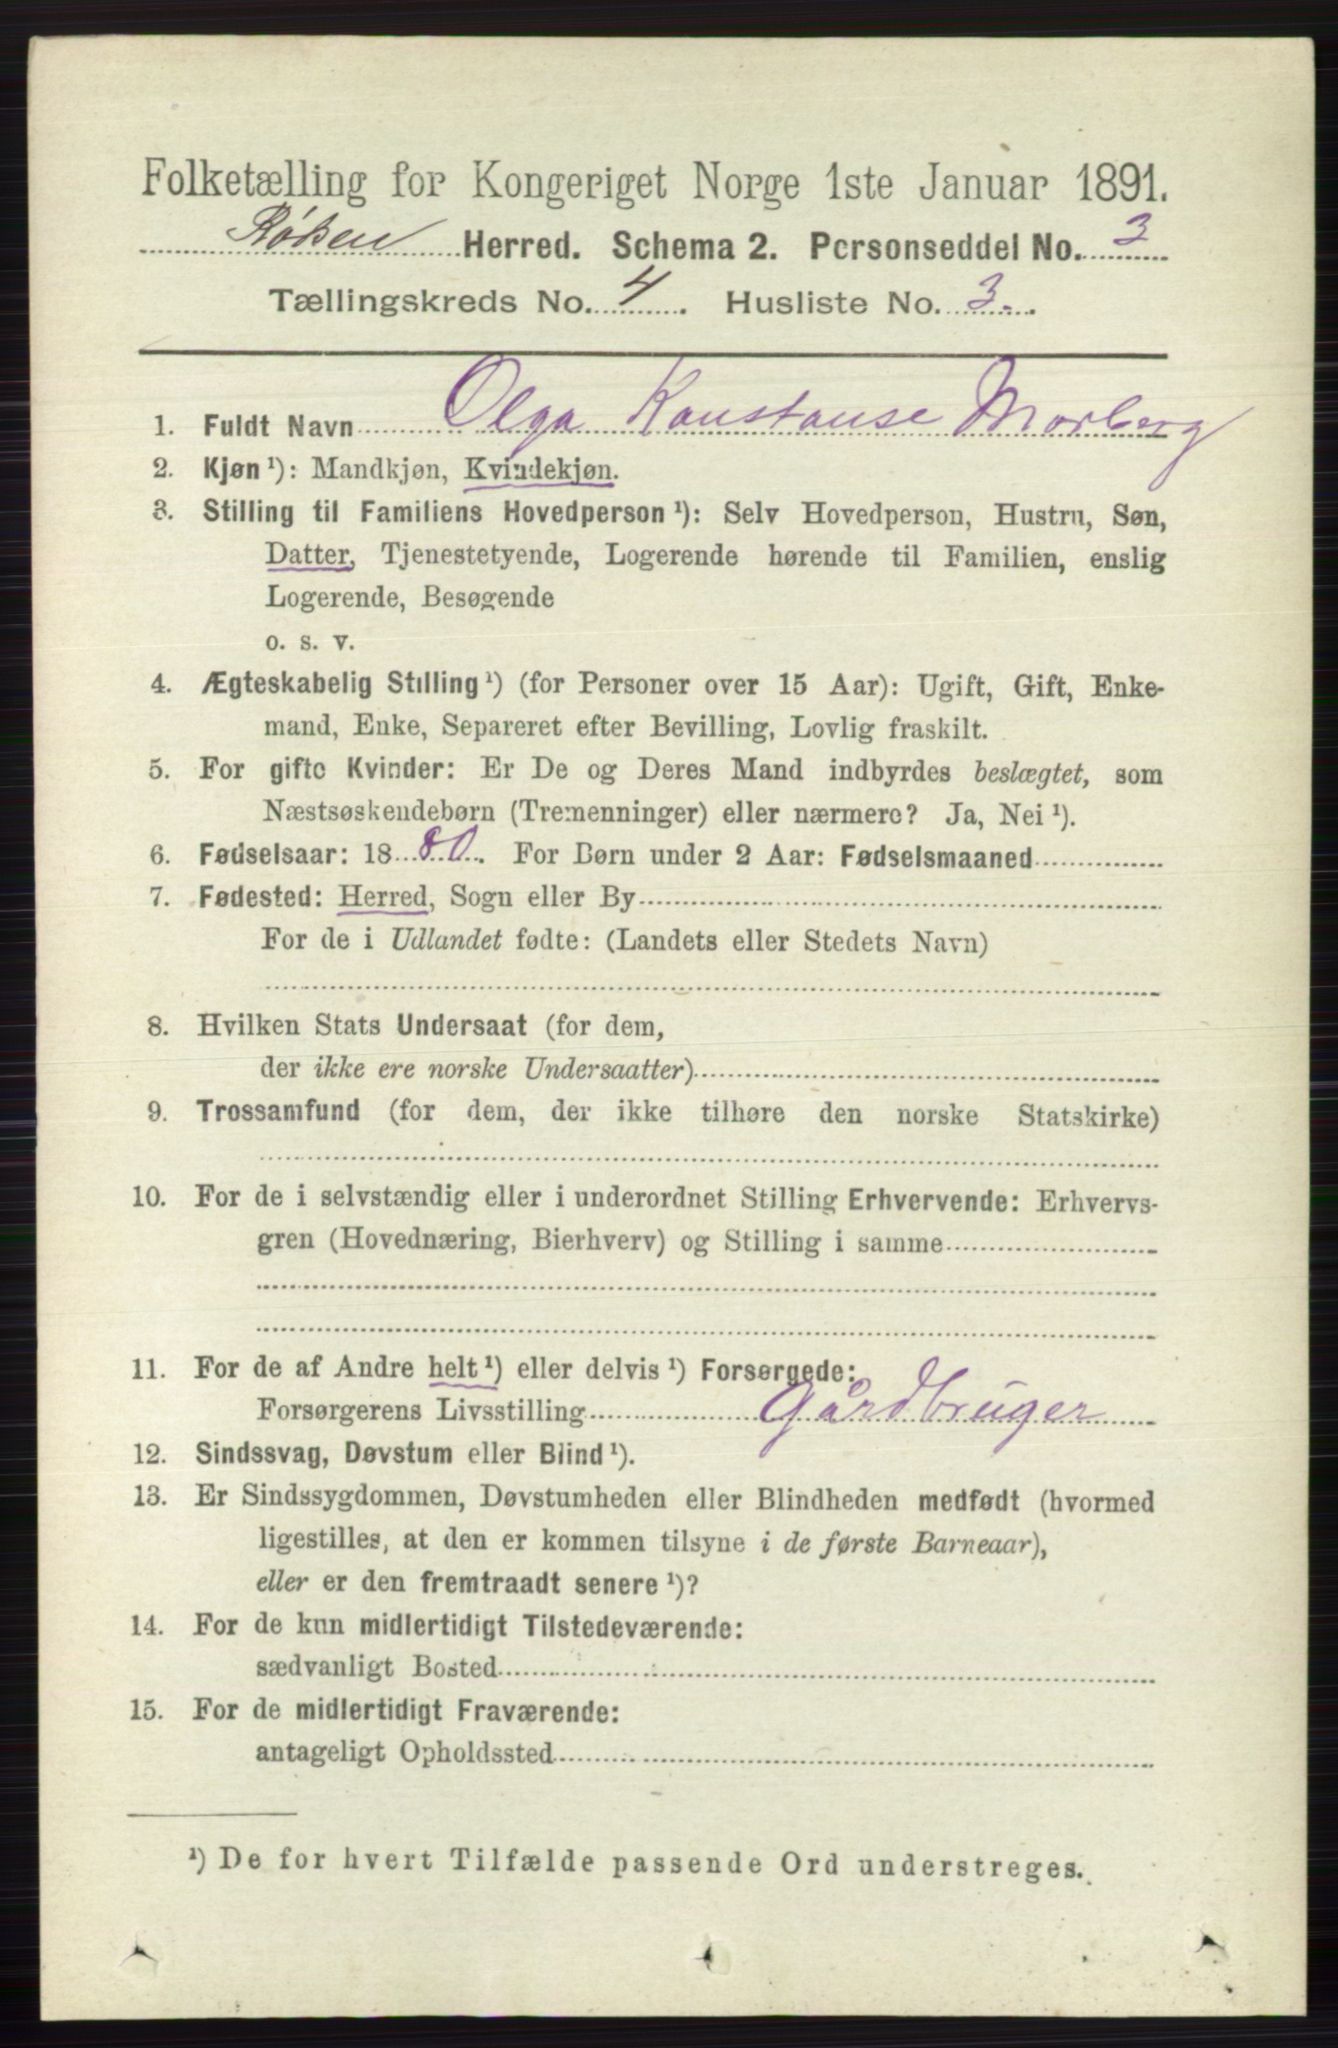 Folketælling for Kongeriget Norge 1ste Januar 1891.
Røken Herred. Schema 2. Personseddel No. 3
Tællingskreds No. 4. Husliste No. 3.
1. Fuldt Navn Olga Konstanse Morberg
2. Kjøn ¹): Mandkjøn, Kvindekjøn.
3. Stilling til Familiens Hovedperson ¹): Selv Hovedperson, Hustru, Søn,
Datter, Tjenestetyende, Logerende hørende til Familien, enslig
Logerende, Besøgende
o. s. v.
4. Ægteskabelig Stilling ¹) (for Personer over 15 Aar): Ugift, Gift, Enke-
mand, Enke, Separeret efter Bevilling, Lovlig fraskilt.
5. For gifte Kvinder: Er De og Deres Mand indbyrdes beslægtet, som
Næstsøskendebørn (Tremenninger) eller nærmere? Ja, Nei ¹).
6. Fødselsaar: 1880. For Børn under 2 Aar: Fødselsmaaned
7. Fødested: Herred, Sogn eller By
For de i Udlandet fødte: (Landets eller Stedets Navn)
8. Hvilken Stats Undersaat (for dem,
der ikke ere norske Undersaatter)
9. Trossamfund (for dem, der ikke tilhøre den norske Statskirke)
10. For de i selvstændig eller i underordnet Stilling Erhvervende: Erhvervs-
gren (Hovednæring, Bierhverv) og Stilling i samme
11. For de af Andre helt ¹) eller delvis ¹) Forsørgede:
Forsørgerens Livsstilling Gårdbruger
12. Sindssvag, Døvstum eller Blind ¹).
13. Er Sindssygdommen, Døvstumheden eller Blindheden medfødt (hvormed
ligestilles, at den er kommen tilsyne i de første Barneaar),
eller er den fremtraadt senere ¹)?
14. For de kun midlertidigt Tilstedeværende:
sædvanligt Bosted
15. For de midlertidigt Fraværende:
antageligt Opholdssted
¹) De for hvert Tilfælde passende Ord understreges.